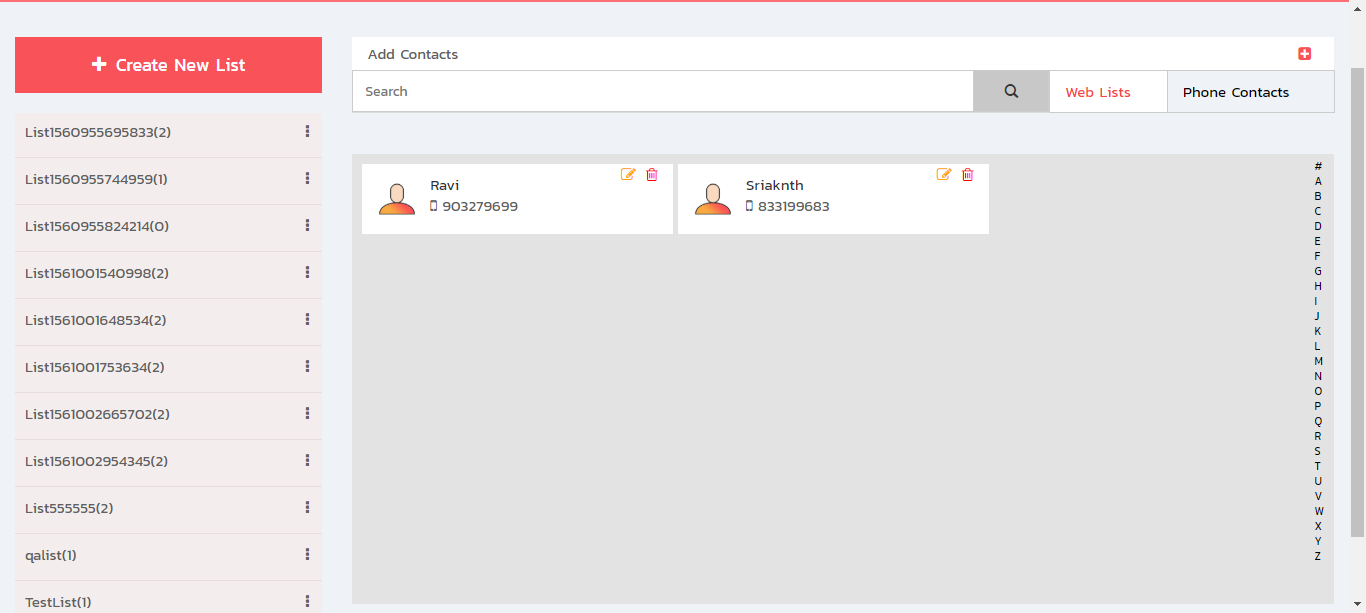 Create New List
List1560955695833(2)
List1560955744959(1)
List1560955824214(0)
List1561001540998(2)
List1561001648534(2)
List1561001753634(2)
List1561002665702(2)
List1561002954345(2)
List555555(2)
qalist(1)
TestList(1)
Add Contacts
Search
Web Lists
Phone Contacts
Ravi
903279699
Sriaknth
833199683
#
A
B
C
D
E
F
G
H
I
J
K
L
M
N
O
P
Q
R
S
T
U
V
W
X
Y
Z